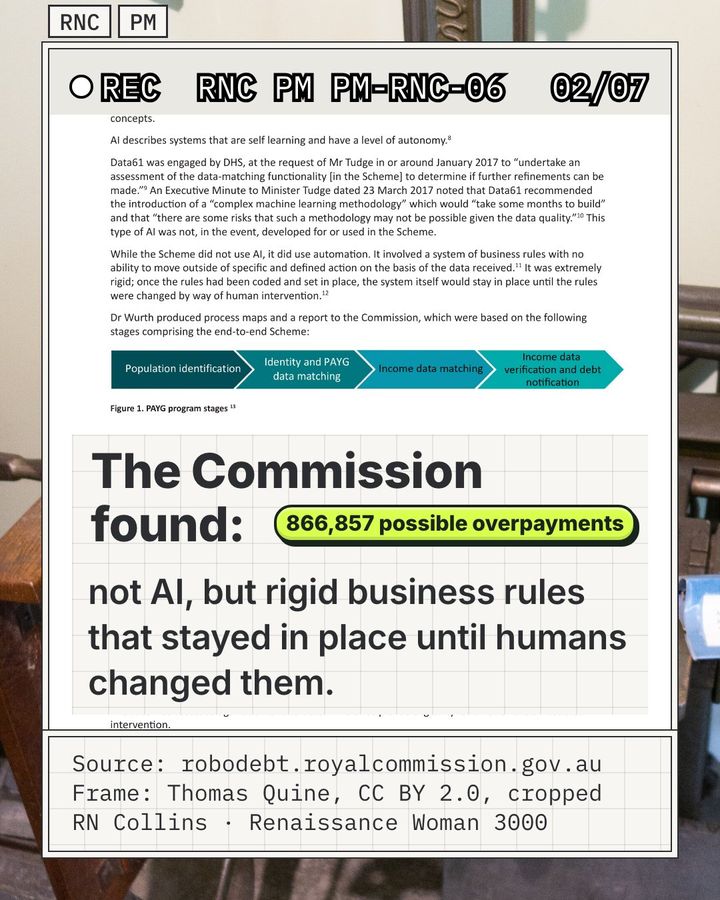 RNC PM
REC RNC PM PM-RNC-06 02/07
concepts.
AI describes systems that are self learning and have a level of autonomy.⁸
Data61 was engaged by DHS, at the request of Mr Tudge in or around January 2017 to “undertake an
assessment of the data-matching functionality [in the Scheme] to determine if further refinements can be
made.”⁹ An Executive Minute to Minister Tudge dated 23 March 2017 noted that Data61 recommended
the introduction of a “complex machine learning methodology” which would “take some months to build”
and that “there are some risks that such a methodology may not be possible given the data quality.”¹⁰ This
type of AI was not, in the event, developed for or used in the Scheme.
While the Scheme did not use AI, it did use automation. It involved a system of business rules with no
ability to move outside of specific and defined action on the basis of the data received.¹¹ It was extremely
rigid; once the rules had been coded and set in place, the system itself would stay in place until the rules
were changed by way of human intervention.¹²
Dr Wurth produced process maps and a report to the Commission, which were based on the following
stages comprising the end-to-end Scheme:
Population identification
Identity and PAYG
data matching
Income data matching
Income data
verification and debt
notification
Figure 1. PAYG program stages ¹³
The Commission
found: 866,857 possible overpayments
not AI, but rigid business rules
that stayed in place until humans
changed them.
intervention.
Source: robodebt.royalcommission.gov.au
Frame: Thomas Quine, CC BY 2.0, cropped
RN Collins · Renaissance Woman 3000